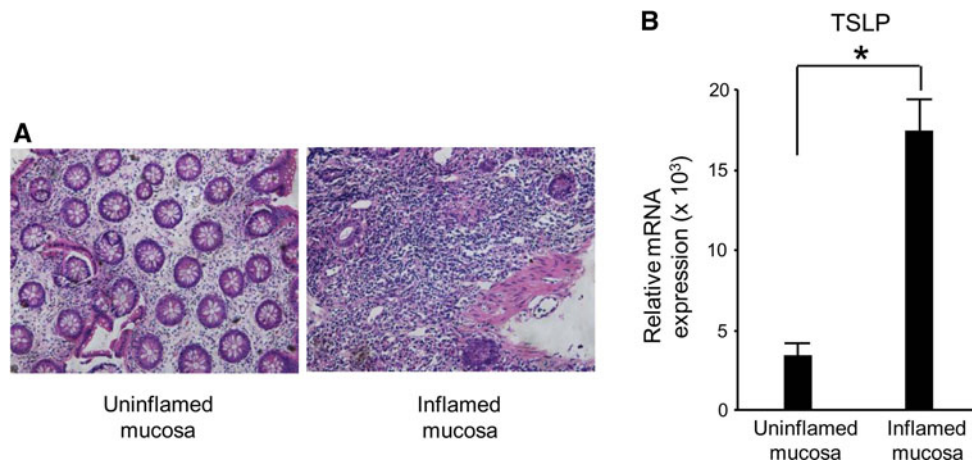 A
Uninflamed
mucosa
Inflamed
mucosa
B
TSLP
*
Relative mRNA
expression (x 10³)
20
15
10
5
0
Uninflamed
mucosa
Inflamed
mucosa